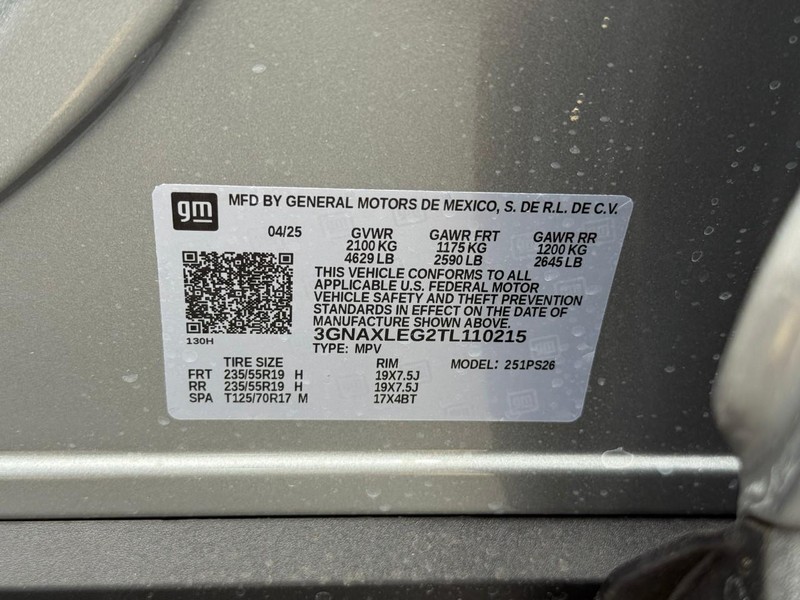 gm
MFD BY GENERAL MOTORS DE MEXICO, S. DE R.L. DE C.V.
04/25 GVWR GAWR FRT GAWR RR
2100 KG 1175 KG 1200 KG
4629 LB 2590 LB 2645 LB
THIS VEHICLE CONFORMS TO ALL
APPLICABLE U.S. FEDERAL MOTOR
VEHICLE SAFETY AND THEFT PREVENTION
STANDARDS IN EFFECT ON THE DATE OF
MANUFACTURE SHOWN ABOVE.
130H
3GNAXLEG2TL110215
TYPE: MPV
TIRE SIZE RIM MODEL: 251PS26
FRT 235/55R19 H 19X7.5J
RR 235/55R19 H 19X7.5J
SPA T125/70R17 M 17X4BT